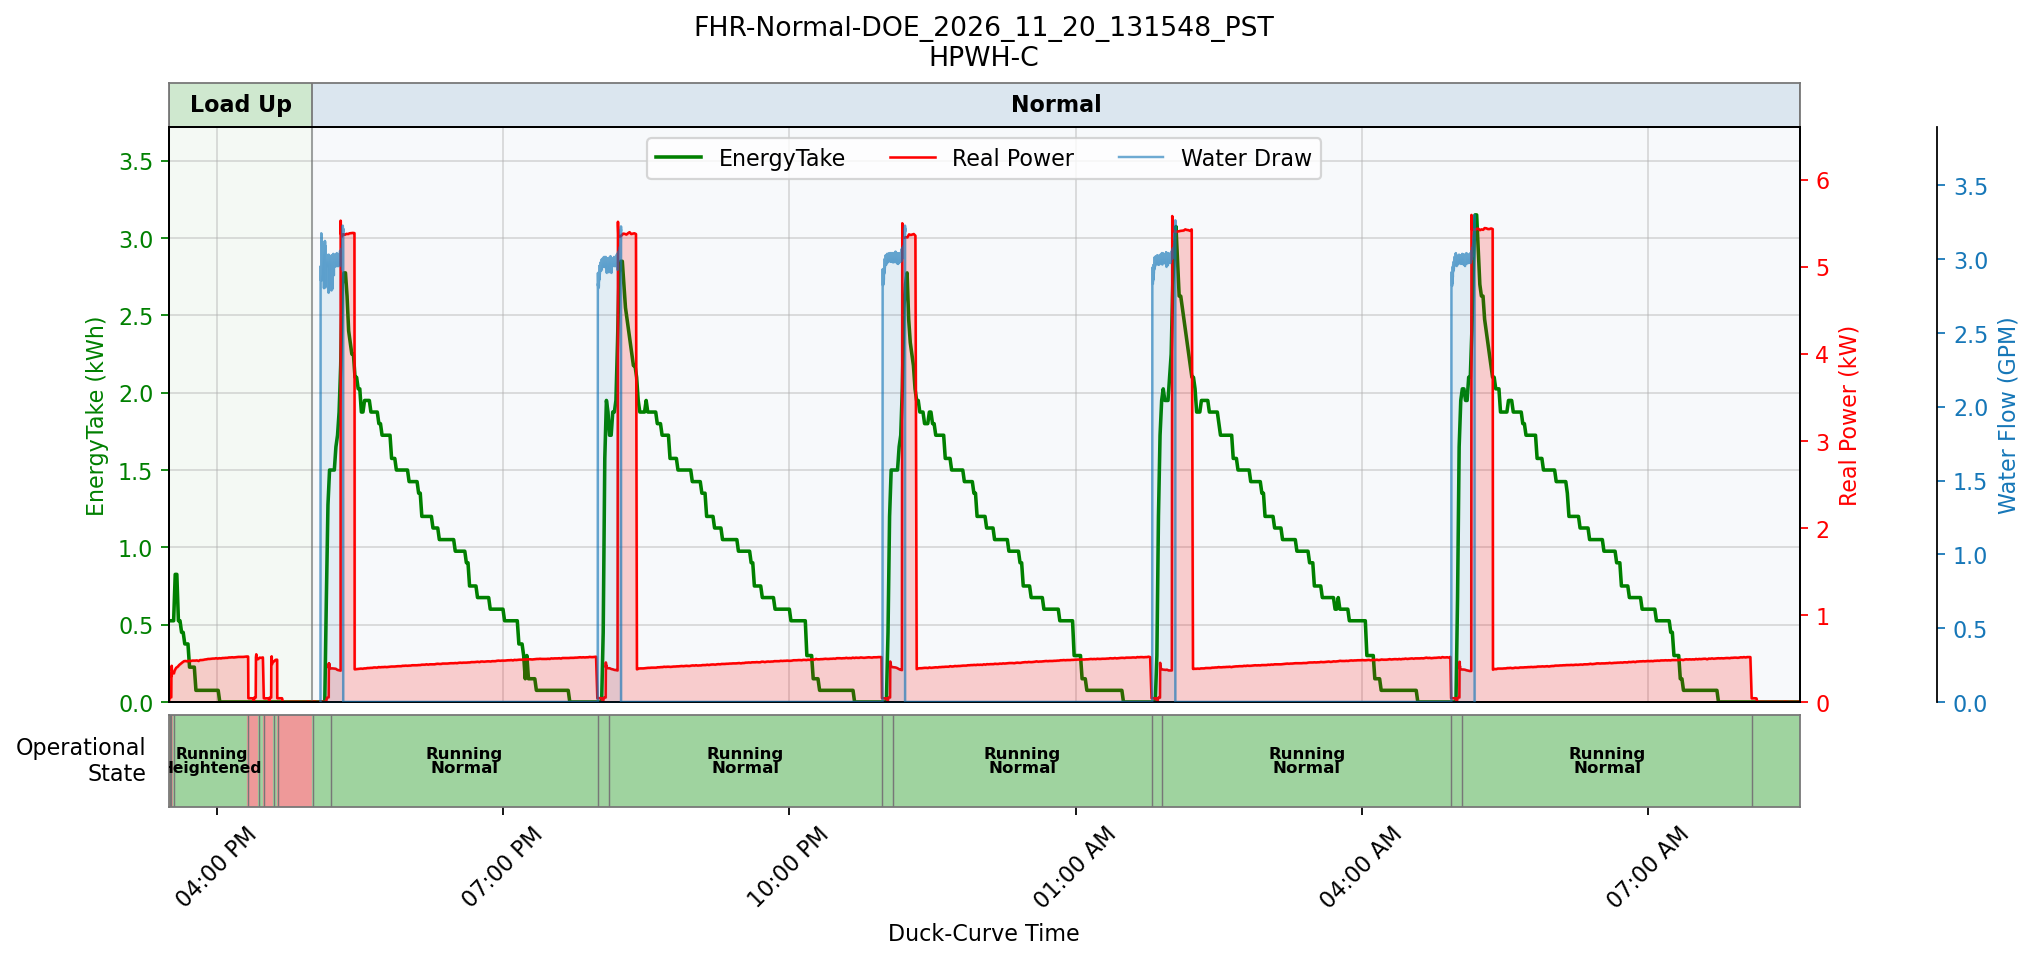 FHR-Normal-DOE_2026_11_20_131548_PST
HPWH-C
Load Up
Normal
EnergyTake
Real Power
Water Draw
EnergyTake (kWh)
3.5
3.0
2.5
2.0
1.5
1.0
0.5
0.0
Real Power (kW)
6
5
4
3
2
1
0
Water Flow (GPM)
3.5
3.0
2.5
2.0
1.5
1.0
0.5
0.0
Operational
State
Running
Heightened
Running
Normal
Running
Normal
Running
Normal
Running
Normal
Running
Normal
04:00 PM
07:00 PM
10:00 PM
01:00 AM
04:00 AM
07:00 AM
Duck-Curve Time